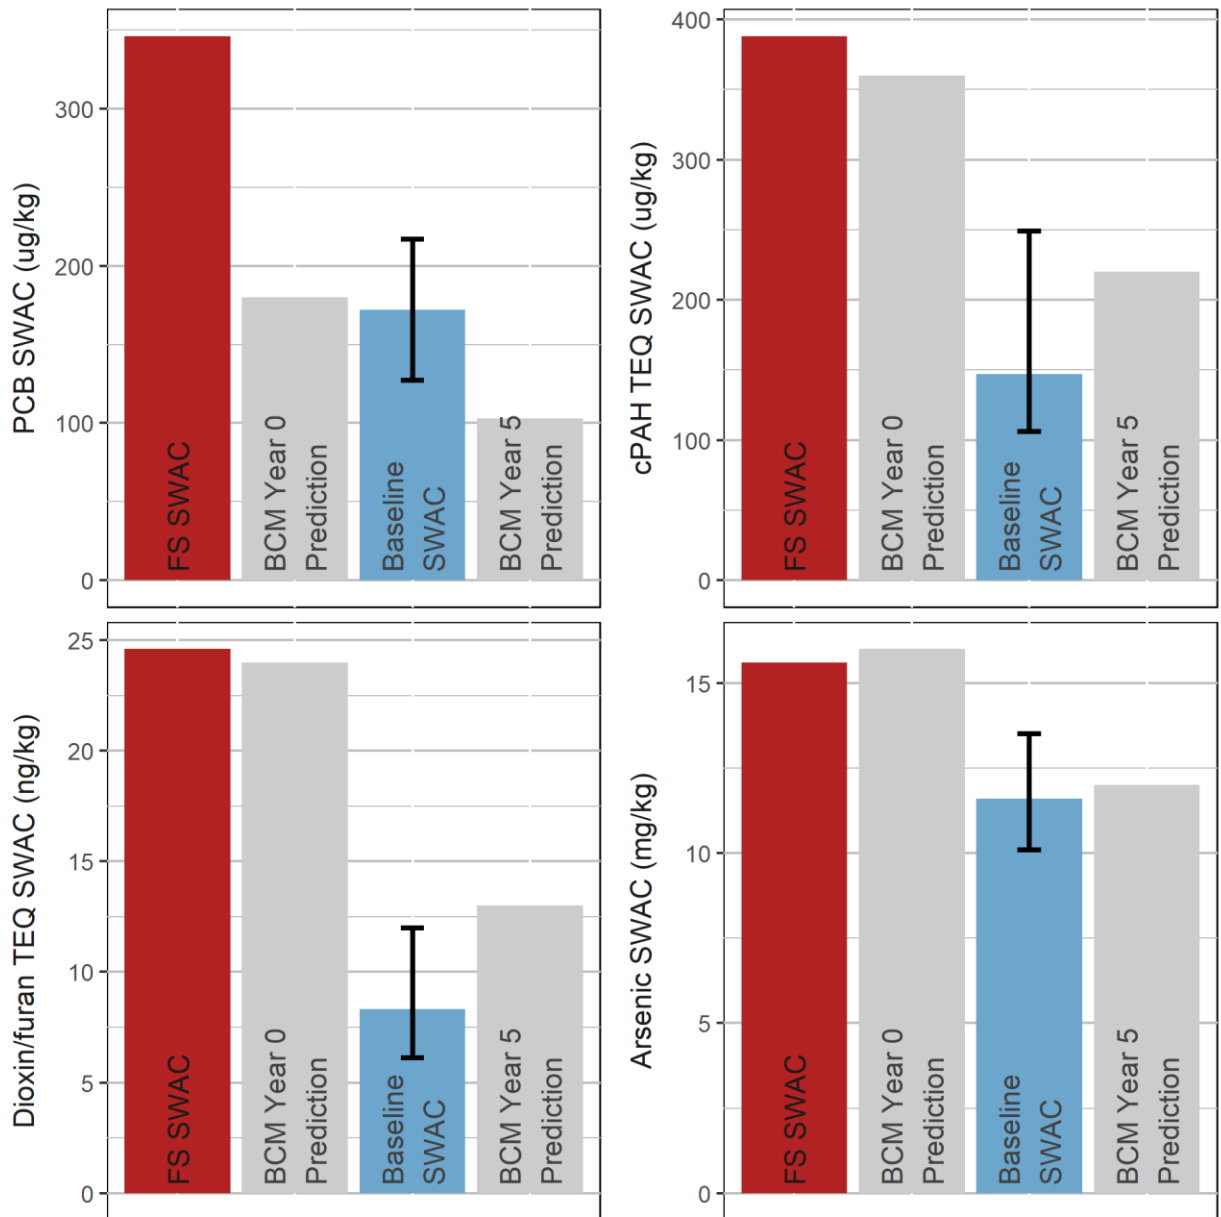 PCB SWAC (ug/kg)
300
200
100
0
FS SWAC
BCM Year 0
Prediction
Baseline
SWAC
BCM Year 5
Prediction
cPAH TEQ SWAC (ug/kg)
400
300
200
100
0
FS SWAC
BCM Year 0
Prediction
Baseline
SWAC
BCM Year 5
Prediction
Dioxin/furan TEQ SWAC (ng/kg)
25
20
15
10
5
0
FS SWAC
BCM Year 0
Prediction
Baseline
SWAC
BCM Year 5
Prediction
Arsenic SWAC (mg/kg)
15
10
5
0
FS SWAC
BCM Year 0
Prediction
Baseline
SWAC
BCM Year 5
Prediction